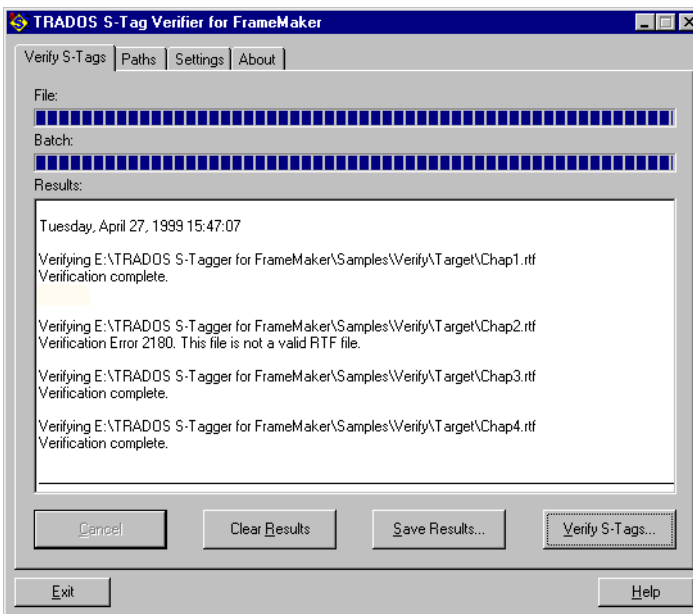 TRADOS S-Tag Verifier for FrameMaker
Verify S-Tags Paths Settings About
File:
Batch:
Results:
Tuesday, April 27, 1999 15:47:07
Verifying E:\TRADOS S-Tagger for FrameMaker\Samples\Verify\Target\Chap1.rtf
Verification complete.
Verifying E:\TRADOS S-Tagger for FrameMaker\Samples\Verify\Target\Chap2.rtf
Verification Error 2180. This file is not a valid RTF file.
Verifying E:\TRADOS S-Tagger for FrameMaker\Samples\Verify\Target\Chap3.rtf
Verification complete.
Verifying E:\TRADOS S-Tagger for FrameMaker\Samples\Verify\Target\Chap4.rtf
Verification complete.
Cancel Clear Results Save Results... Verify S-Tags...
Exit Help